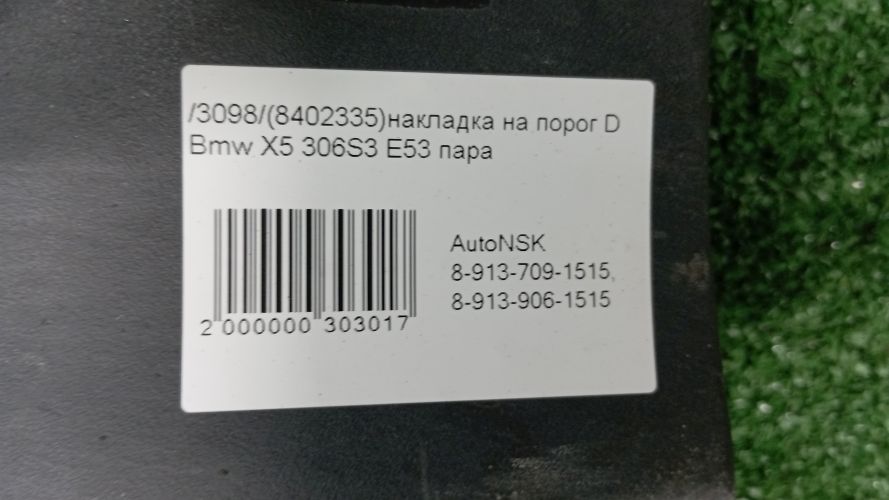 /3098/(8402335)накладка на порог D
Bmw X5 306S3 E53 пара
AutoNSK
8-913-709-1515,
8-913-906-1515
2 000000 303017